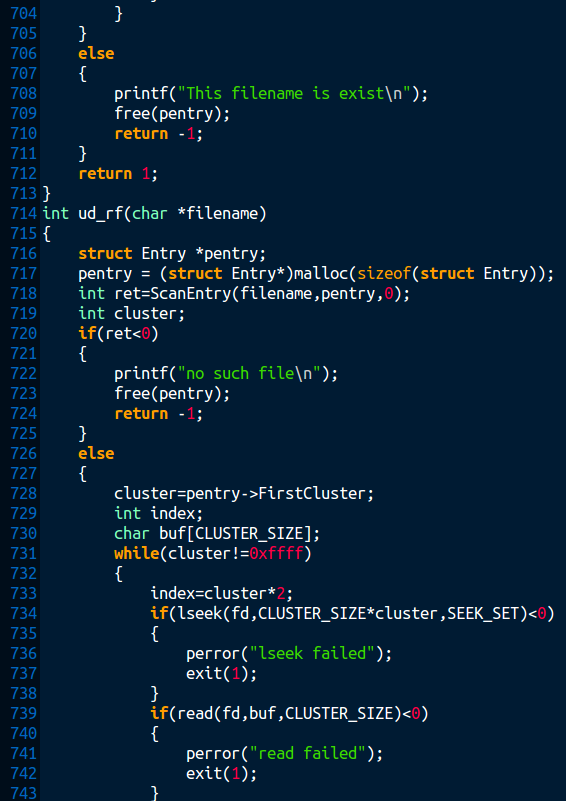 704         }
705     }
706     else
707     {
708         printf("This filename is exist\n");
709         free(pentry);
710         return -1;
711     }
712     return 1;
713 }
714 int ud_rf(char *filename)
715 {
716     struct Entry *pentry;
717     pentry = (struct Entry*)malloc(sizeof(struct Entry));
718     int ret=ScanEntry(filename,pentry,0);
719     int cluster;
720     if(ret<0)
721     {
722         printf("no such file\n");
723         free(pentry);
724         return -1;
725     }
726     else
727     {
728         cluster=pentry->FirstCluster;
729         int index;
730         char buf[CLUSTER_SIZE];
731         while(cluster!=0xffff)
732         {
733             index=cluster*2;
734             if(lseek(fd,CLUSTER_SIZE*cluster,SEEK_SET)<0)
735             {
736                 perror("lseek failed");
737                 exit(1);
738             }
739             if(read(fd,buf,CLUSTER_SIZE)<0)
740             {
741                 perror("read failed");
742                 exit(1);
743             }